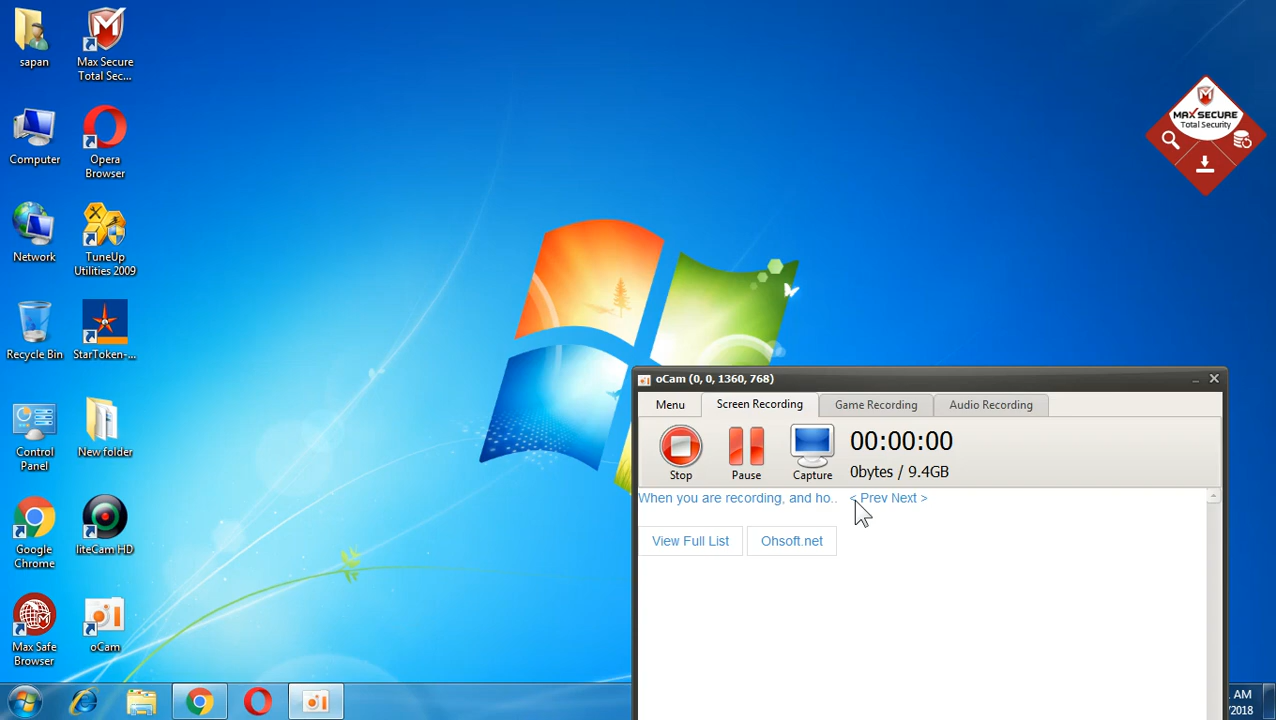 sapan
Max Secure
Total Sec...
Computer
Opera
Browser
Network
TuneUp
Utilities 2009
Recycle Bin
StarToken-...
Control
Panel
New folder
Google
Chrome
liteCam HD
Max Safe
Browser
oCam
MAX SECURE
Total Security
oCam (0, 0, 1360, 768)
Menu
Screen Recording
Game Recording
Audio Recording
Stop
Pause
Capture
00:00:00
0bytes / 9.4GB
When you are recording, and ho.. < Prev Next >
View Full List
Ohsoft.net
AM
/2018